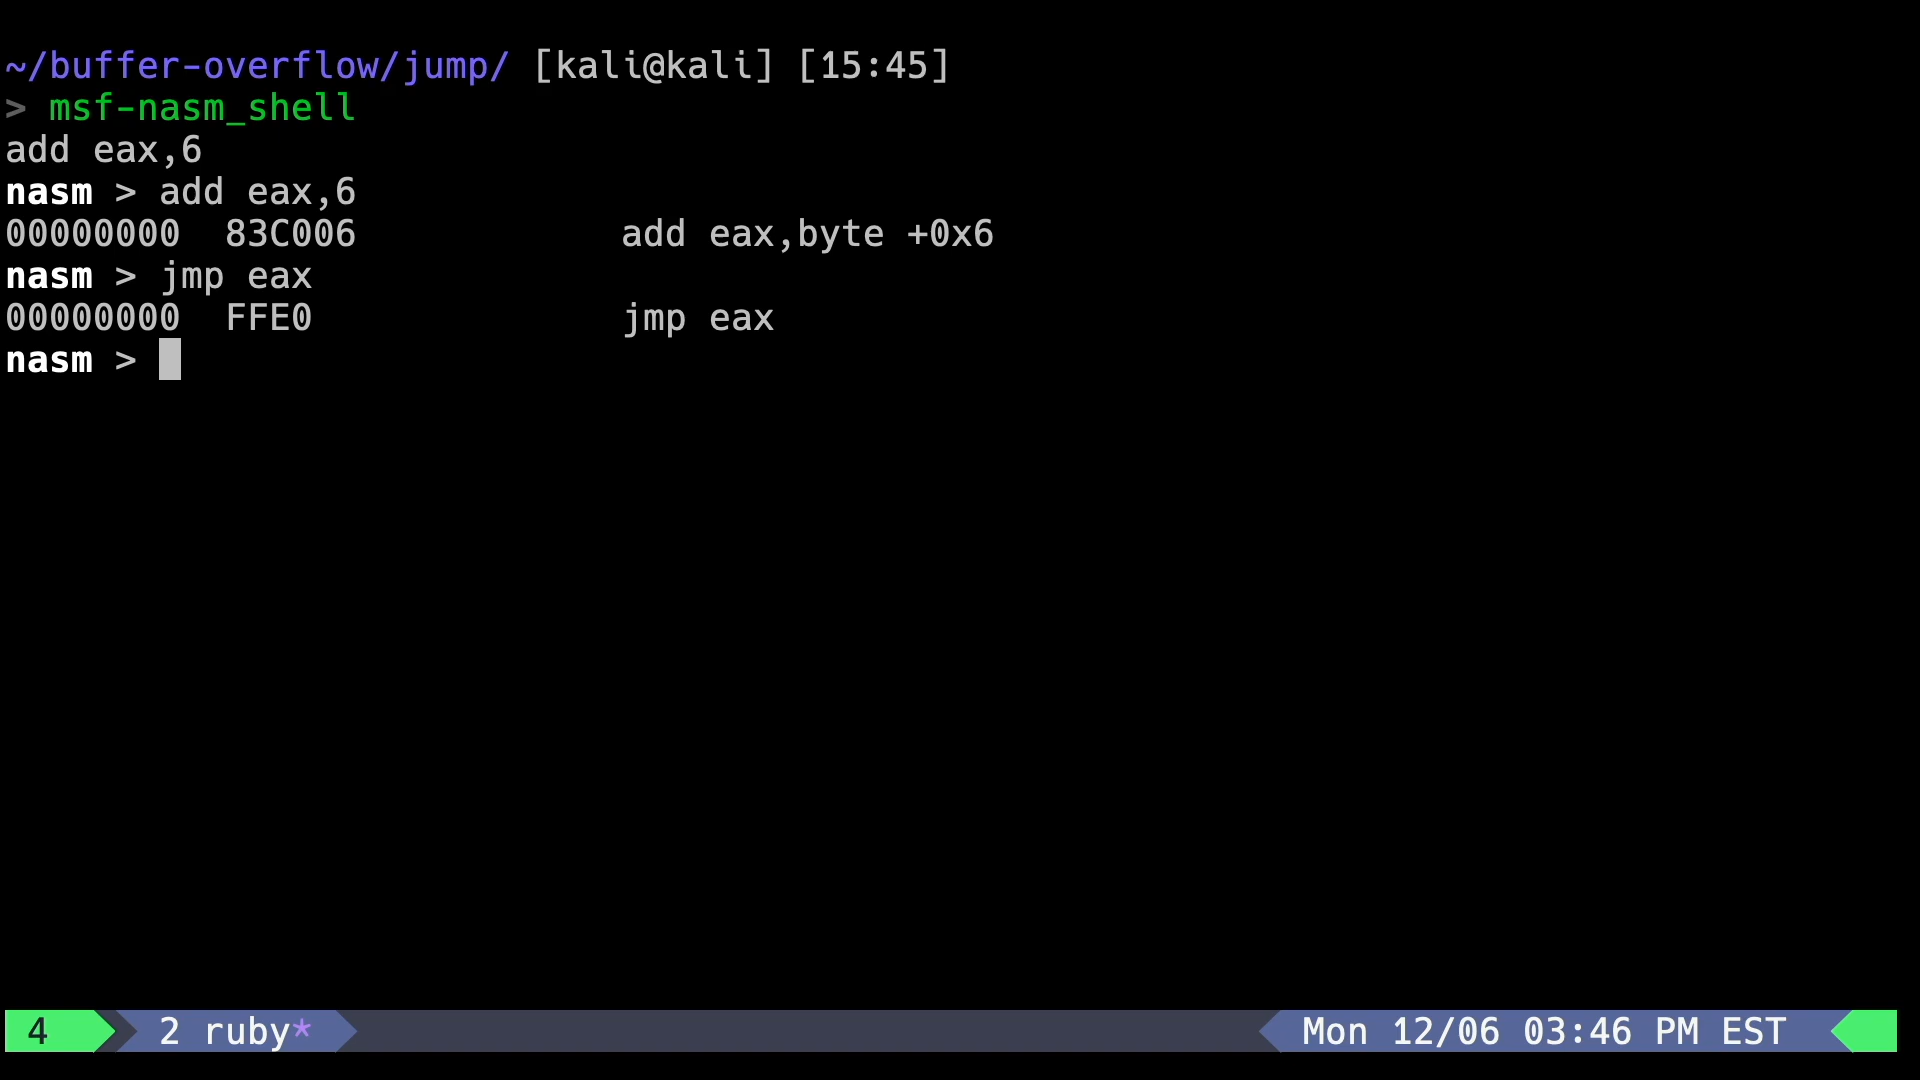 ~/buffer-overflow/jump/ [kali@kali] [15:45]
> msf-nasm_shell
add eax,6
nasm > add eax,6
00000000  83C006            add eax,byte +0x6
nasm > jmp eax
00000000  FFE0              jmp eax
nasm >
4 2 ruby* Mon 12/06 03:46 PM EST